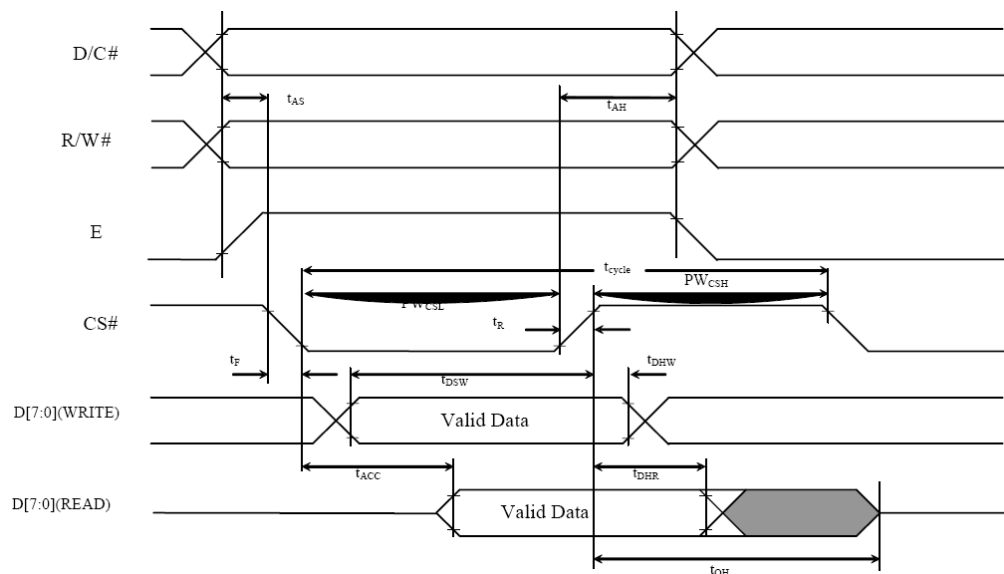 D/C#
tAS
tAH
R/W#
E
tcycle
PWCSL
PWCSH
CS#
tR
tF
tDSW
tDHW
D[7:0](WRITE)
Valid Data
tACC
tDHR
D[7:0](READ)
Valid Data
tOH